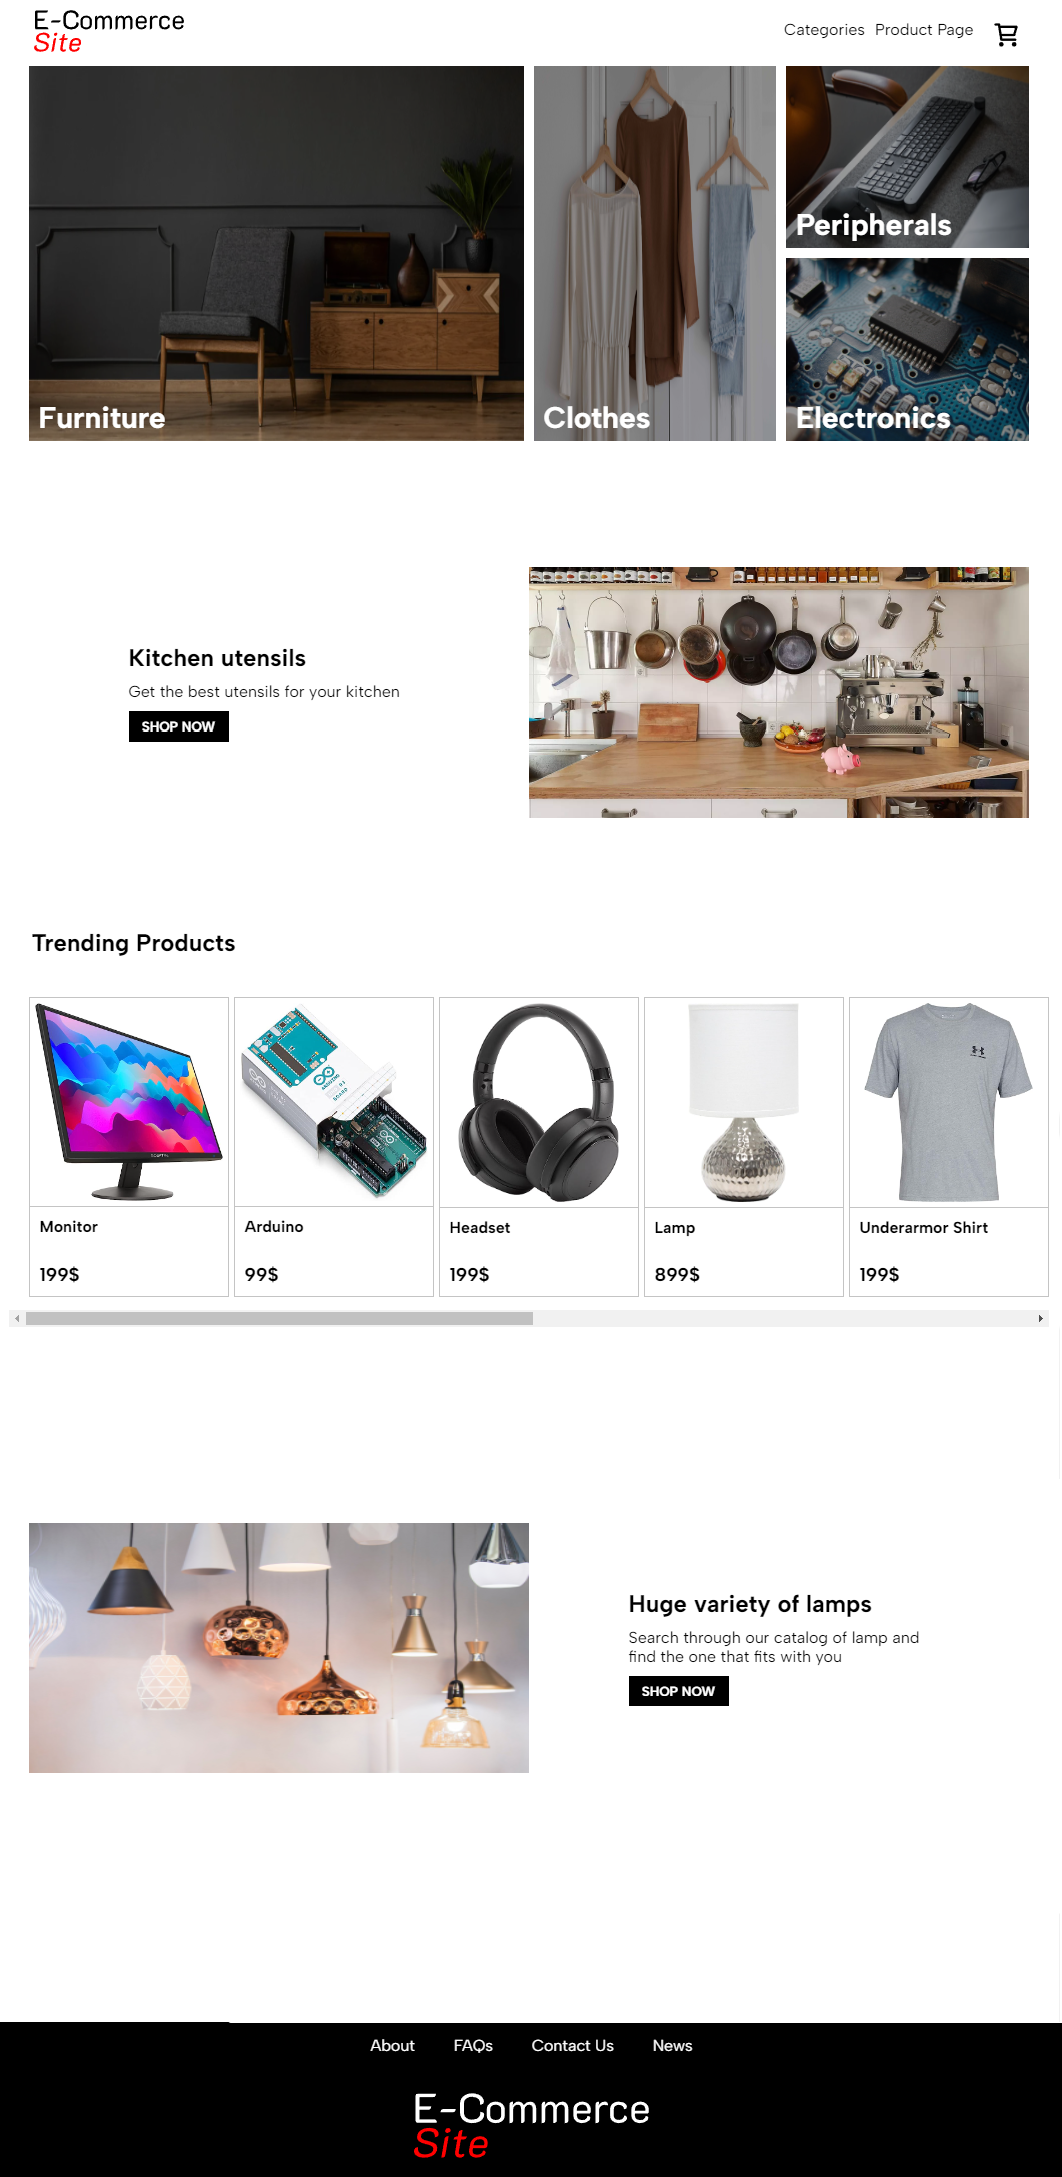 E-Commerce
Site
Categories Product Page
Furniture
Clothes
Peripherals
Electronics
Kitchen utensils
Get the best utensils for your kitchen
SHOP NOW
Trending Products
Monitor
199$
Arduino
99$
Headset
199$
Lamp
899$
Underarmor Shirt
199$
Huge variety of lamps
Search through our catalog of lamp and
find the one that fits with you
SHOP NOW
About FAQs Contact Us News
E-Commerce
Site